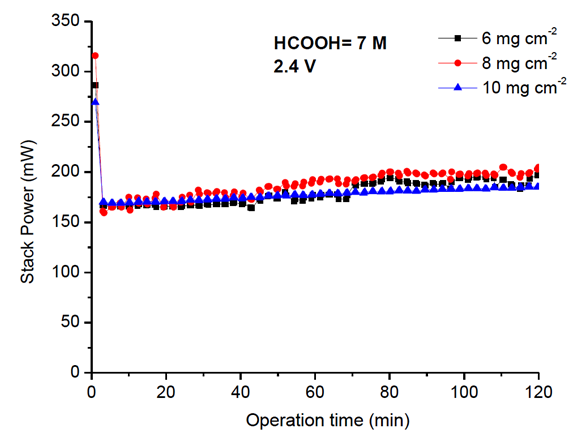 HCOOH= 7 M
2.4 V
6 mg cm-2
8 mg cm-2
10 mg cm-2
Stack Power (mW)
350
300
250
200
150
100
50
0
0 20 40 60 80 100 120
Operation time (min)